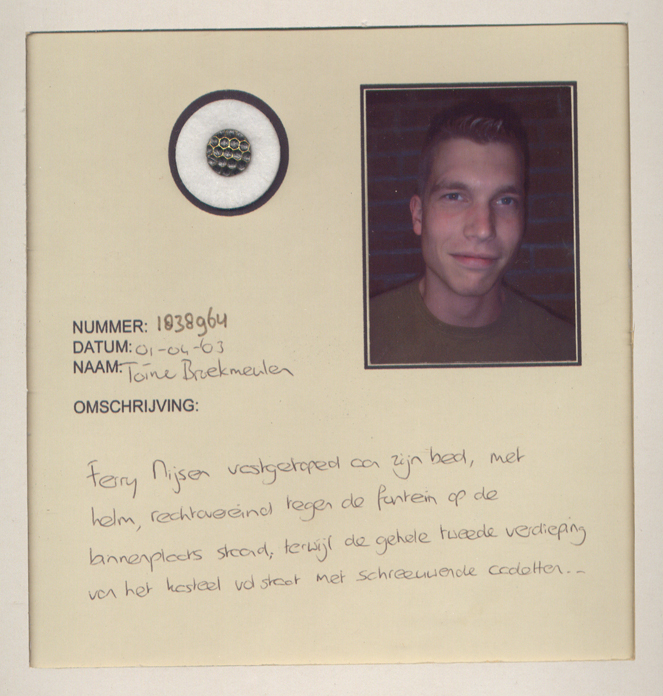 NUMMER: 1838964
DATUM: 01-04-03
NAAM: Toine Broekmeulen
OMSCHRIJVING:
Ferry Nijsen vastgetaped aan zijn bed, met
helm, rechtovereind tegen de fontein op de
binnenplaats staand, terwijl de gehele tweede verdieping
van het kasteel vol staat met schreeuwende cadetten...